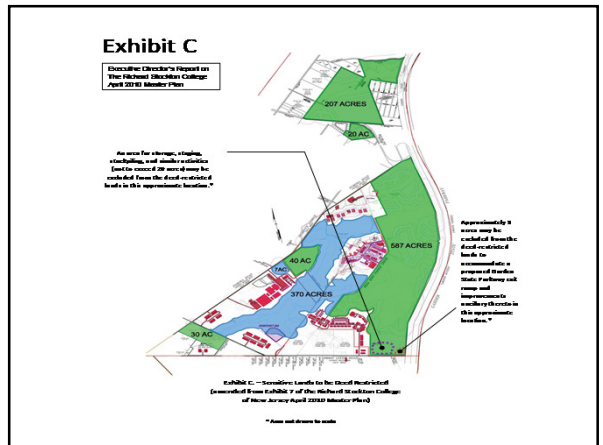 Exhibit C
Executive Director's Report on
The Richard Stockton College
April 2010 Master Plan
207 ACRES
20 AC
An area for storage, staging,
stockpiling, and similar activities
(not to exceed 20 acres) may be
excluded from the deed-restricted
lands in this approximate location.*
587 ACRES
40 AC
7AC
370 ACRES
30 AC
Approximately 5
acres may be
excluded from the
deed-restricted
lands to
accommodate a
proposed Garden
State Parkway exit
ramp and
improvements
ancillary thereto in
this approximate
location.*
Exhibit C. – Sensitive Lands to be Deed Restricted
(amended from Exhibit 7 of the Richard Stockton College
of New Jersey April 2010 Master Plan)
* Area not drawn to scale